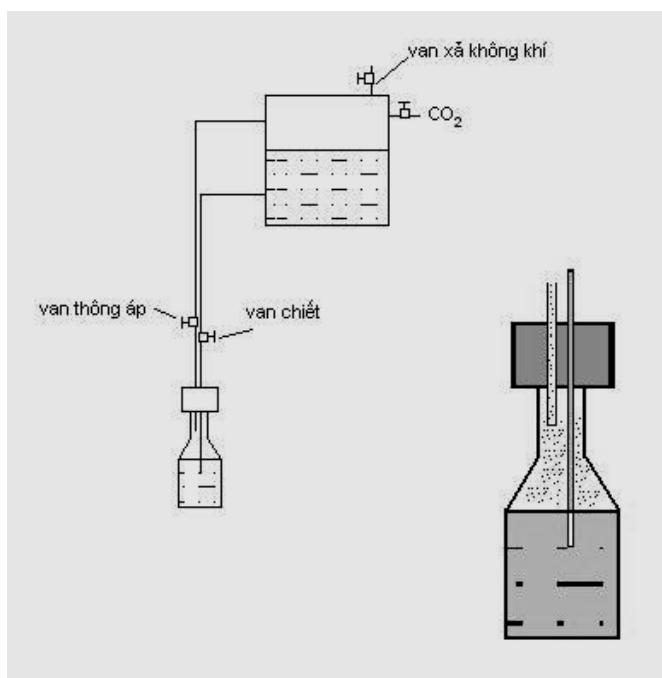 van xả không khí
CO₂
van thông áp
van chiết